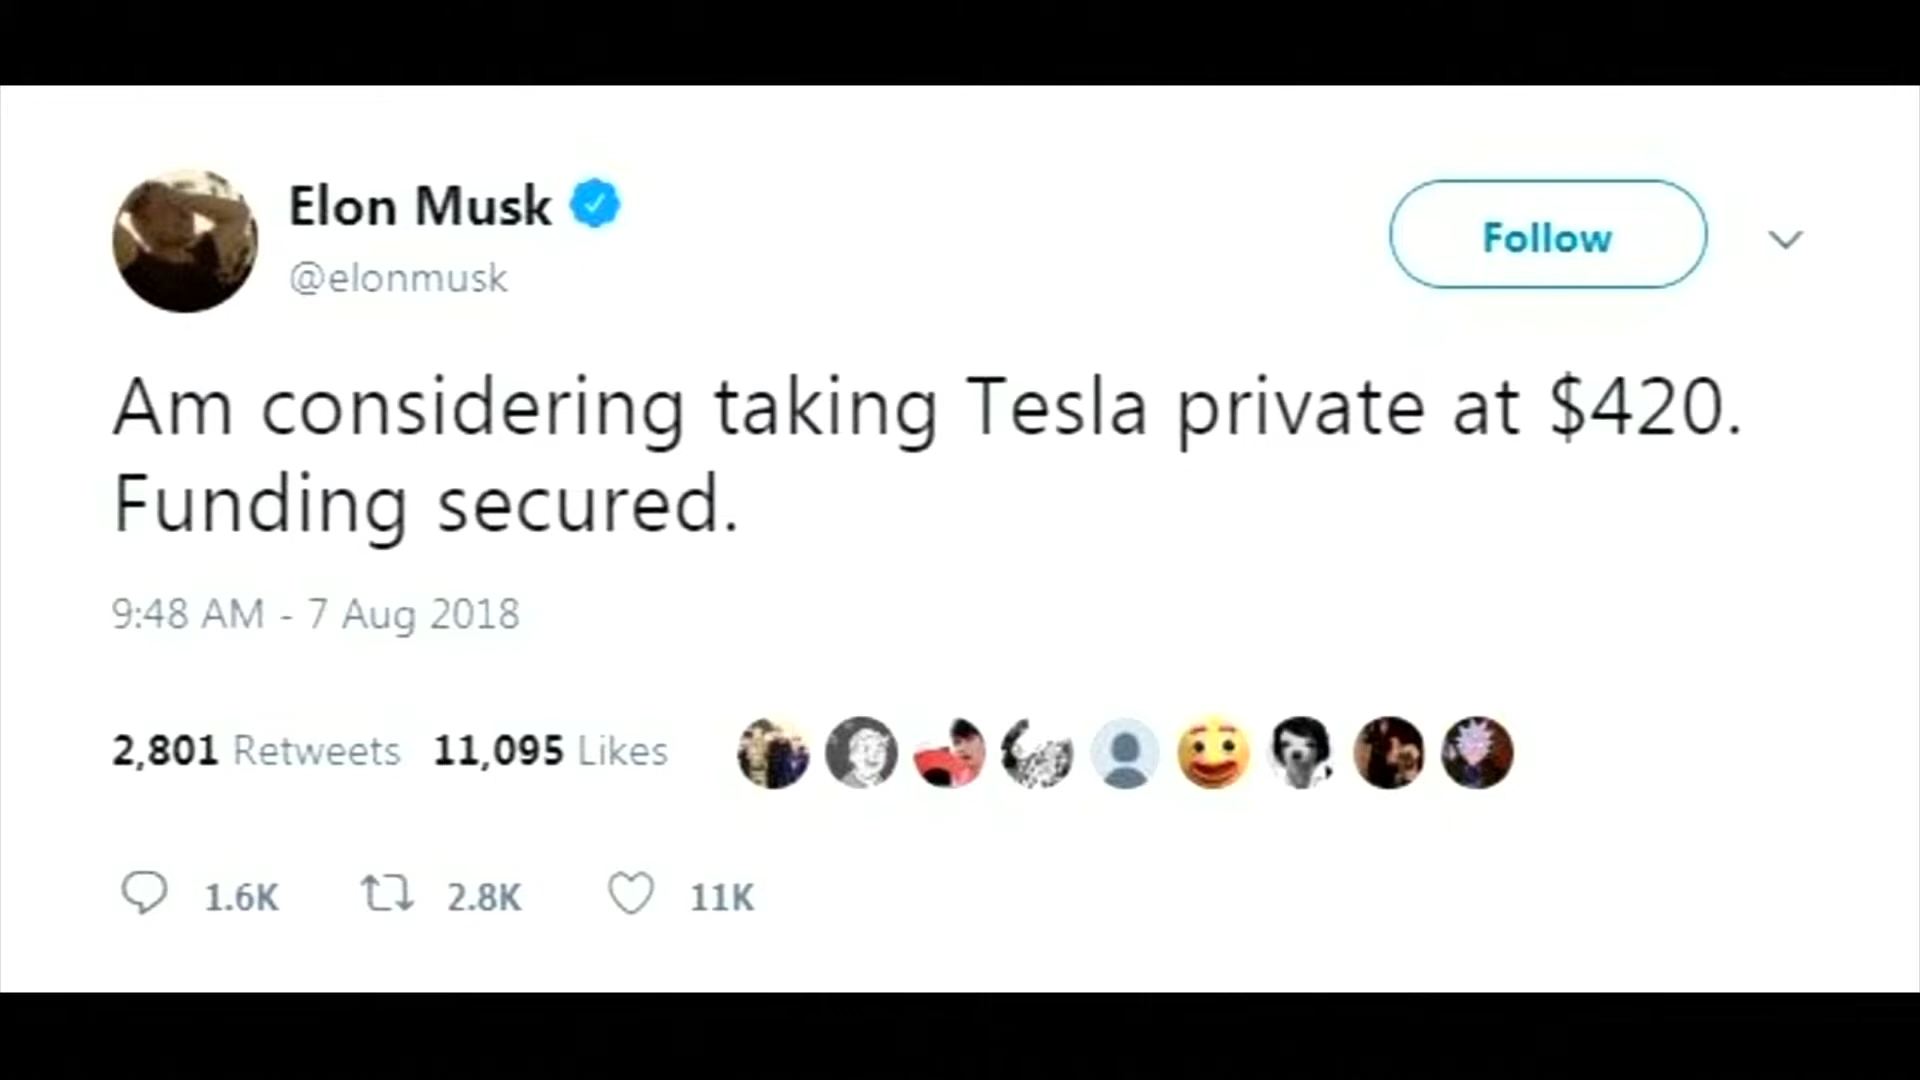 Elon Musk
@elonmusk
Follow
Am considering taking Tesla private at $420.
Funding secured.
9:48 AM - 7 Aug 2018
2,801 Retweets 11,095 Likes
1.6K 2.8K 11K